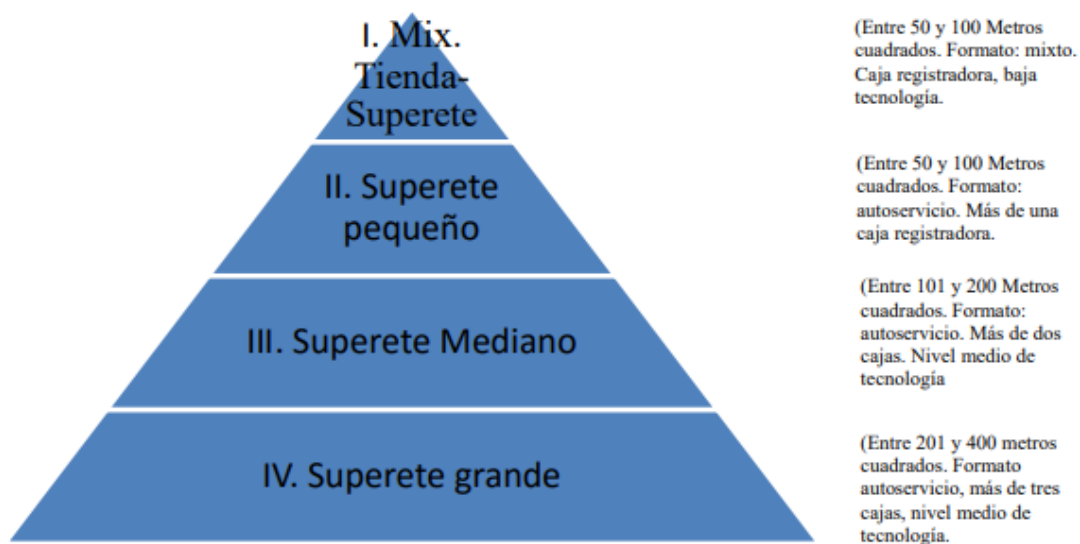 I. Mix.
Tienda-
Superete
(Entre 50 y 100 Metros
cuadrados. Formato: mixto.
Caja registradora, baja
tecnología.
II. Superete
pequeño
(Entre 50 y 100 Metros
cuadrados. Formato:
autoservicio. Más de una
caja registradora.
III. Superete Mediano
(Entre 101 y 200 Metros
cuadrados. Formato:
autoservicio. Más de dos
cajas. Nivel medio de
tecnología
IV. Superete grande
(Entre 201 y 400 metros
cuadrados. Formato
autoservicio, más de tres
cajas, nivel medio de
tecnología.